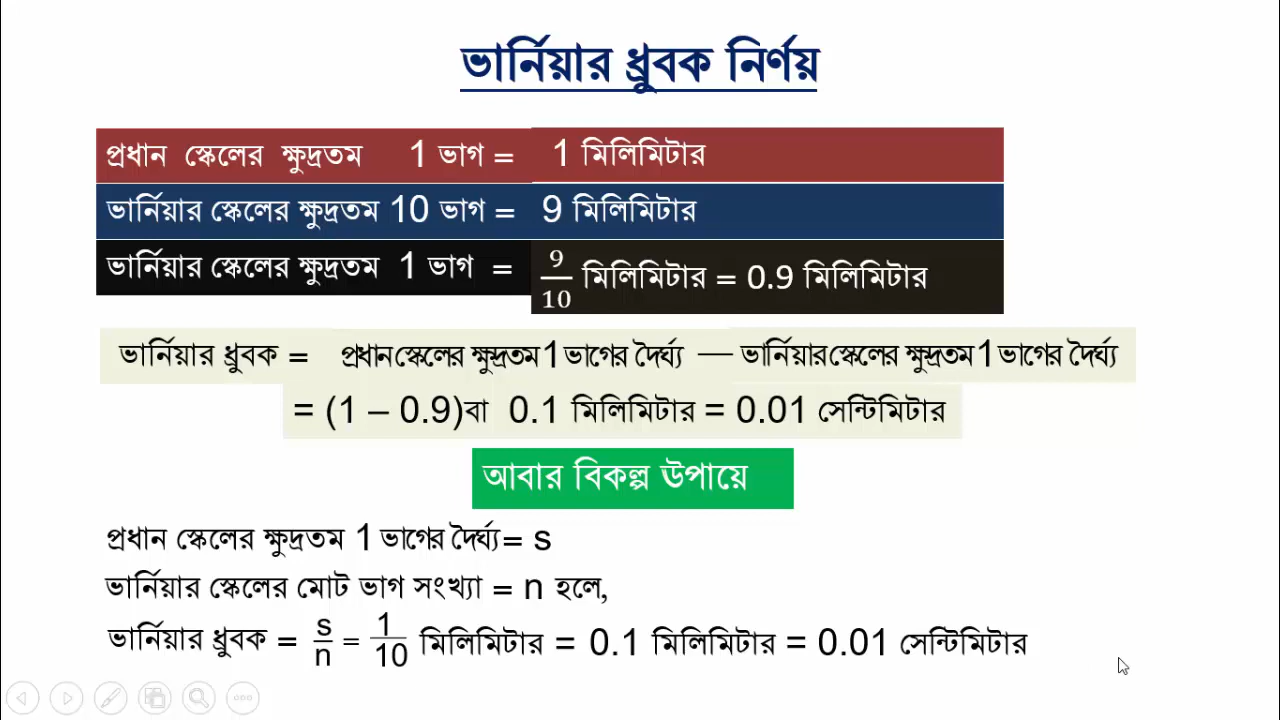 ভার্নিয়ার ধ্রুবক নির্ণয়
প্রধান স্কেলের ক্ষুদ্রতম 1 ভাগ = 1 মিলিমিটার
ভার্নিয়ার স্কেলের ক্ষুদ্রতম 10 ভাগ = 9 মিলিমিটার
ভার্নিয়ার স্কেলের ক্ষুদ্রতম 1 ভাগ = 9/10 মিলিমিটার = 0.9 মিলিমিটার
ভার্নিয়ার ধ্রুবক = প্রধান স্কেলের ক্ষুদ্রতম 1 ভাগের দৈর্ঘ্য — ভার্নিয়ার স্কেলের ক্ষুদ্রতম 1 ভাগের দৈর্ঘ্য
= (1 – 0.9)বা 0.1 মিলিমিটার = 0.01 সেন্টিমিটার
আবার বিকল্প উপায়ে
প্রধান স্কেলের ক্ষুদ্রতম 1 ভাগের দৈর্ঘ্য= s
ভার্নিয়ার স্কেলের মোট ভাগ সংখ্যা = n হলে,
ভার্নিয়ার ধ্রুবক = s/n = 1/10 মিলিমিটার = 0.1 মিলিমিটার = 0.01 সেন্টিমিটার